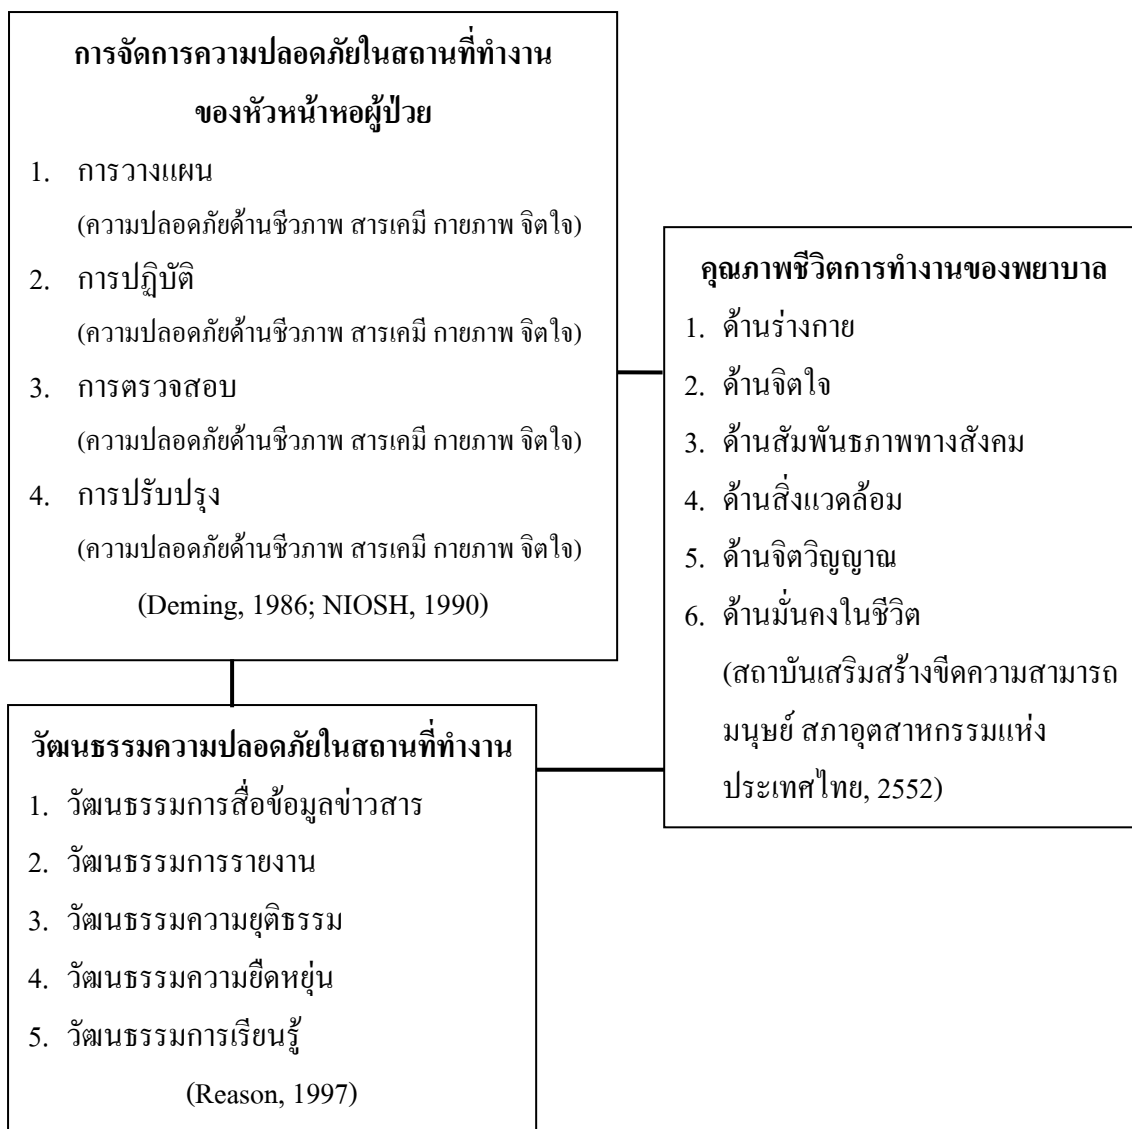 การจัดการความปลอดภัยในสถานที่ทำงาน
ของหัวหน้าหอผู้ป่วย
1. การวางแผน
(ความปลอดภัยด้านชีวภาพ สารเคมี กายภาพ จิตใจ)
2. การปฏิบัติ
(ความปลอดภัยด้านชีวภาพ สารเคมี กายภาพ จิตใจ)
3. การตรวจสอบ
(ความปลอดภัยด้านชีวภาพ สารเคมี กายภาพ จิตใจ)
4. การปรับปรุง
(ความปลอดภัยด้านชีวภาพ สารเคมี กายภาพ จิตใจ)
(Deming, 1986; NIOSH, 1990)
คุณภาพชีวิตการทำงานของพยาบาล
1. ด้านร่างกาย
2. ด้านจิตใจ
3. ด้านสัมพันธภาพทางสังคม
4. ด้านสิ่งแวดล้อม
5. ด้านจิตวิญญาณ
6. ด้านมั่นคงในชีวิต
(สถาบันเสริมสร้างขีดความสามารถ
มนุษย์ สภาอุตสาหกรรมแห่ง
ประเทศไทย, 2552)
วัฒนธรรมความปลอดภัยในสถานที่ทำงาน
1. วัฒนธรรมการสื่อข้อมูลข่าวสาร
2. วัฒนธรรมการรายงาน
3. วัฒนธรรมความยุติธรรม
4. วัฒนธรรมความยืดหยุ่น
5. วัฒนธรรมการเรียนรู้
(Reason, 1997)